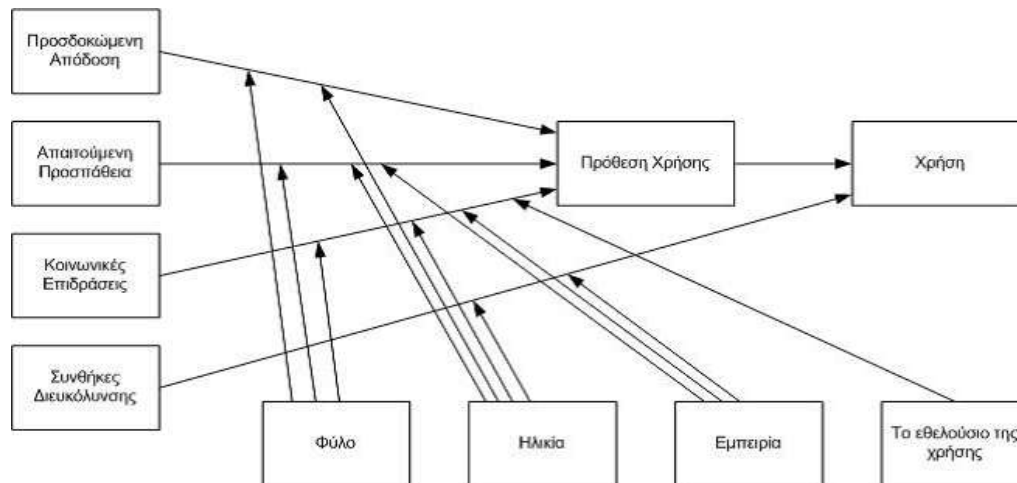 Προσδοκώμενη
Απόδοση
Απαιτούμενη
Προσπάθεια
Πρόθεση Χρήσης
Χρήση
Κοινωνικές
Επιδράσεις
Συνθήκες
Διευκόλυνσης
Φύλο
Ηλικία
Εμπειρία
Το εθελούσιο της
χρήσης